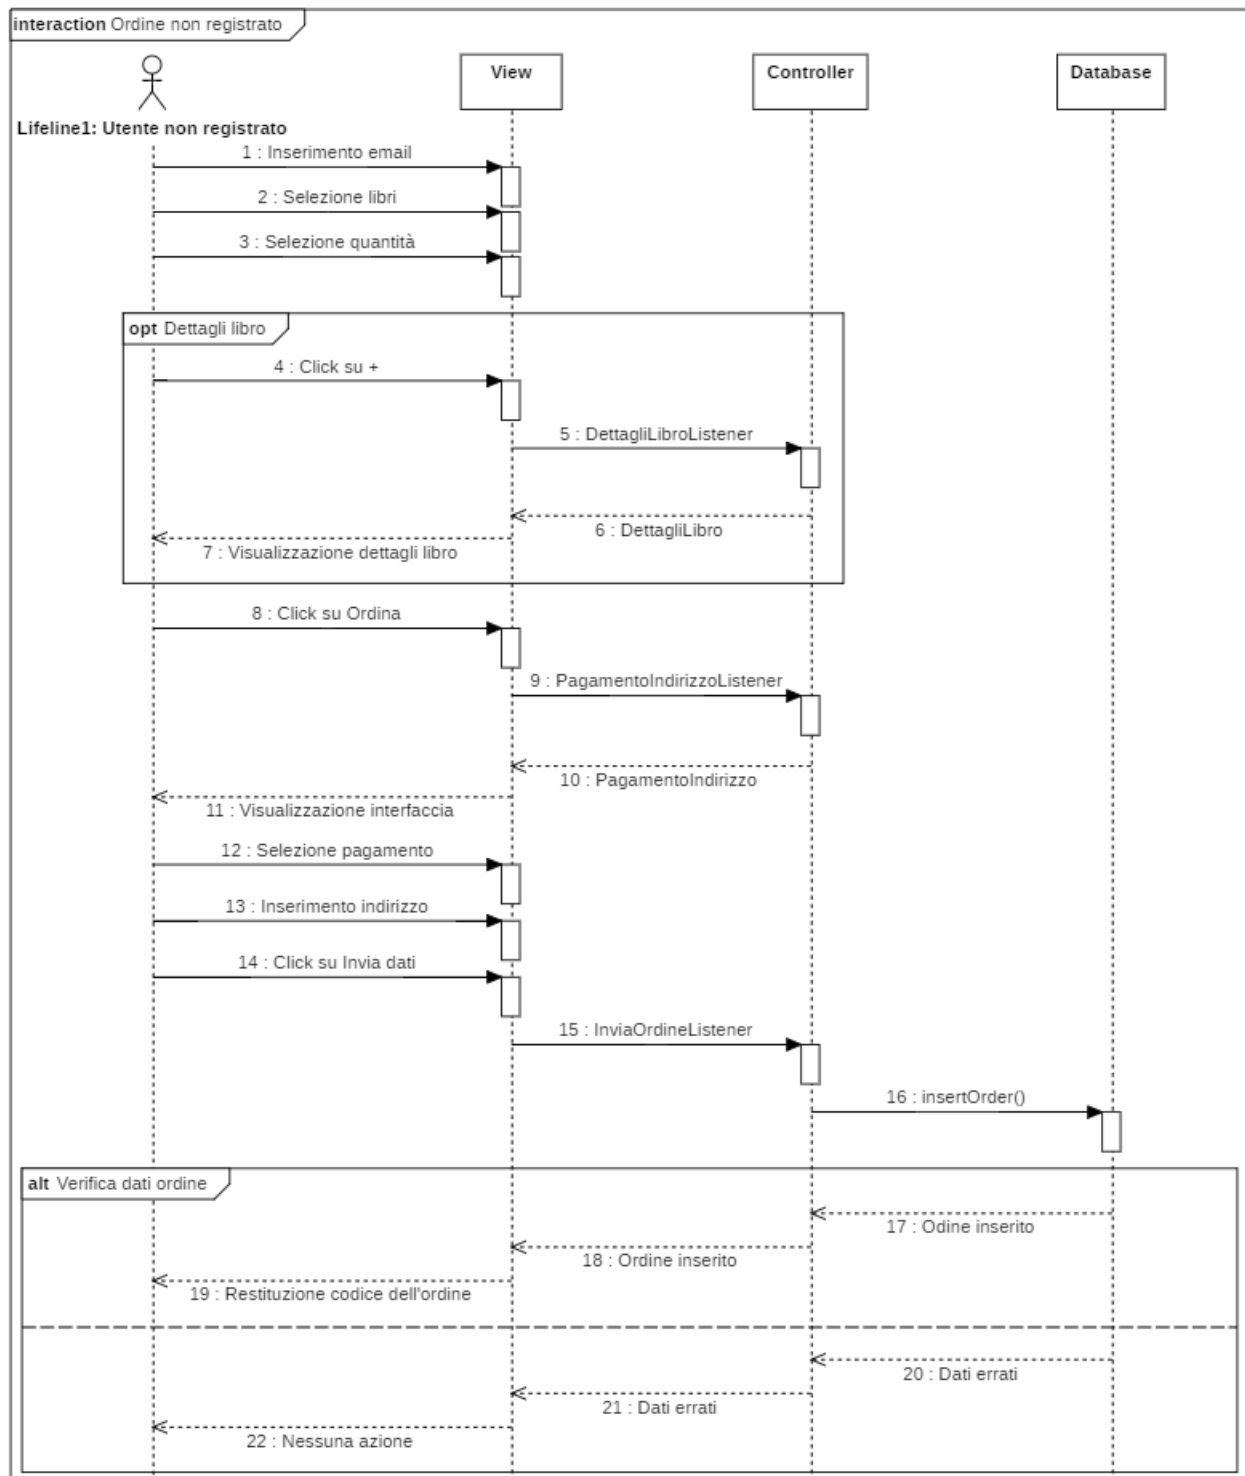 interaction Ordine non registrato
View
Controller
Database
Lifeline1: Utente non registrato
1 : Inserimento email
2 : Selezione libri
3 : Selezione quantità
opt Dettagli libro
4 : Click su +
5 : DettagliLibroListener
6 : DettagliLibro
7 : Visualizzazione dettagli libro
8 : Click su Ordina
9 : PagamentoIndirizzoListener
10 : PagamentoIndirizzo
11 : Visualizzazione interfaccia
12 : Selezione pagamento
13 : Inserimento indirizzo
14 : Click su Invia dati
15 : InviaOrdineListener
16 : insertOrder()
alt Verifica dati ordine
17 : Odine inserito
18 : Ordine inserito
19 : Restituzione codice dell'ordine
20 : Dati errati
21 : Dati errati
22 : Nessuna azione